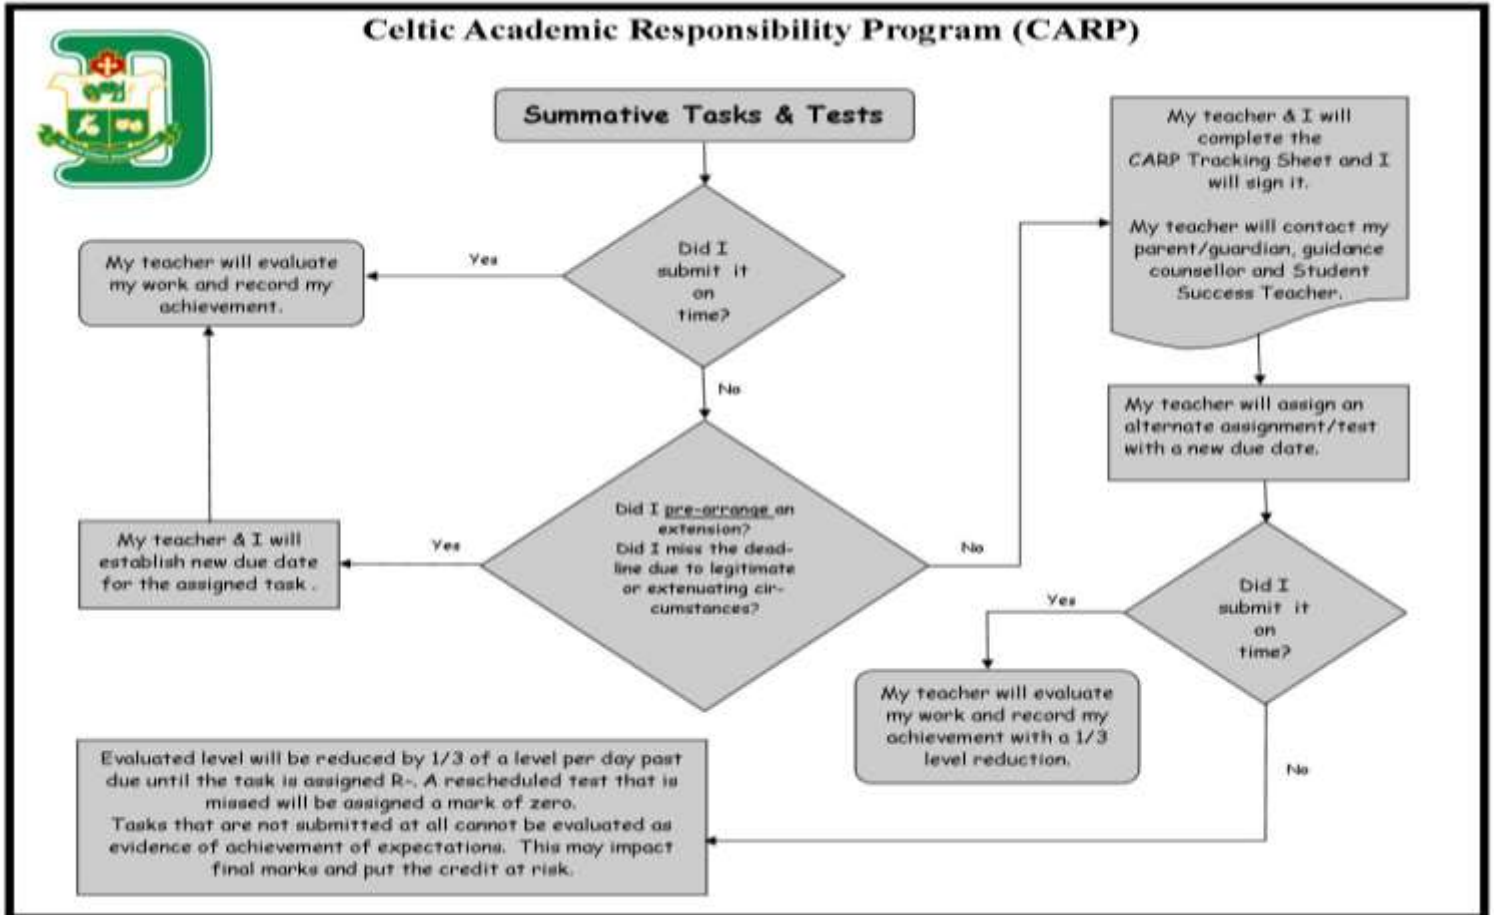 Celtic Academic Responsibility Program (CARP)
Summative Tasks & Tests
Did I
submit it
on
time?
Yes
My teacher will evaluate
my work and record my
achievement.
No
Did I pre-arrange an
extension?
Did I miss the dead-
line due to legitimate
or extenuating cir-
cumstances?
Yes
My teacher & I will
establish new due date
for the assigned task .
No
My teacher & I will
complete the
CARP Tracking Sheet and I
will sign it.
My teacher will contact my
parent/guardian, guidance
counsellor and Student
Success Teacher.
My teacher will assign an
alternate assignment/test
with a new due date.
Did I
submit it
on
time?
Yes
My teacher will evaluate
my work and record my
achievement with a 1/3
level reduction.
No
Evaluated level will be reduced by 1/3 of a level per day past
due until the task is assigned R-. A rescheduled test that is
missed will be assigned a mark of zero.
Tasks that are not submitted at all cannot be evaluated as
evidence of achievement of expectations. This may impact
final marks and put the credit at risk.